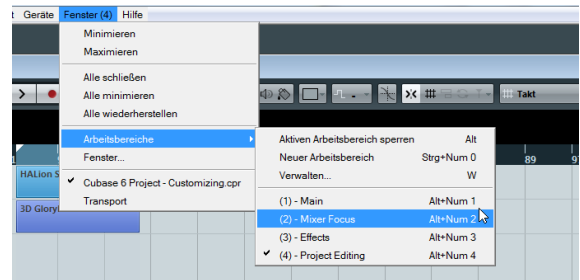 Geräte Fenster (4) Hilfe
Minimieren
Maximieren
Alle schließen
Alle minimieren
Alle wiederherstellen
Takt
Arbeitsbereiche
Aktiven Arbeitsbereich sperren Alt
Fenster...
Neuer Arbeitsbereich Strg+Num 0
89
Verwalten... W
HALion S
✔ Cubase 6 Project - Customizing.cpr
Transport
(1) - Main Alt+Num 1
3D Glory
(2) - Mixer Focus Alt+Num 2
(3) - Effects Alt+Num 3
✔ (4) - Project Editing Alt+Num 4